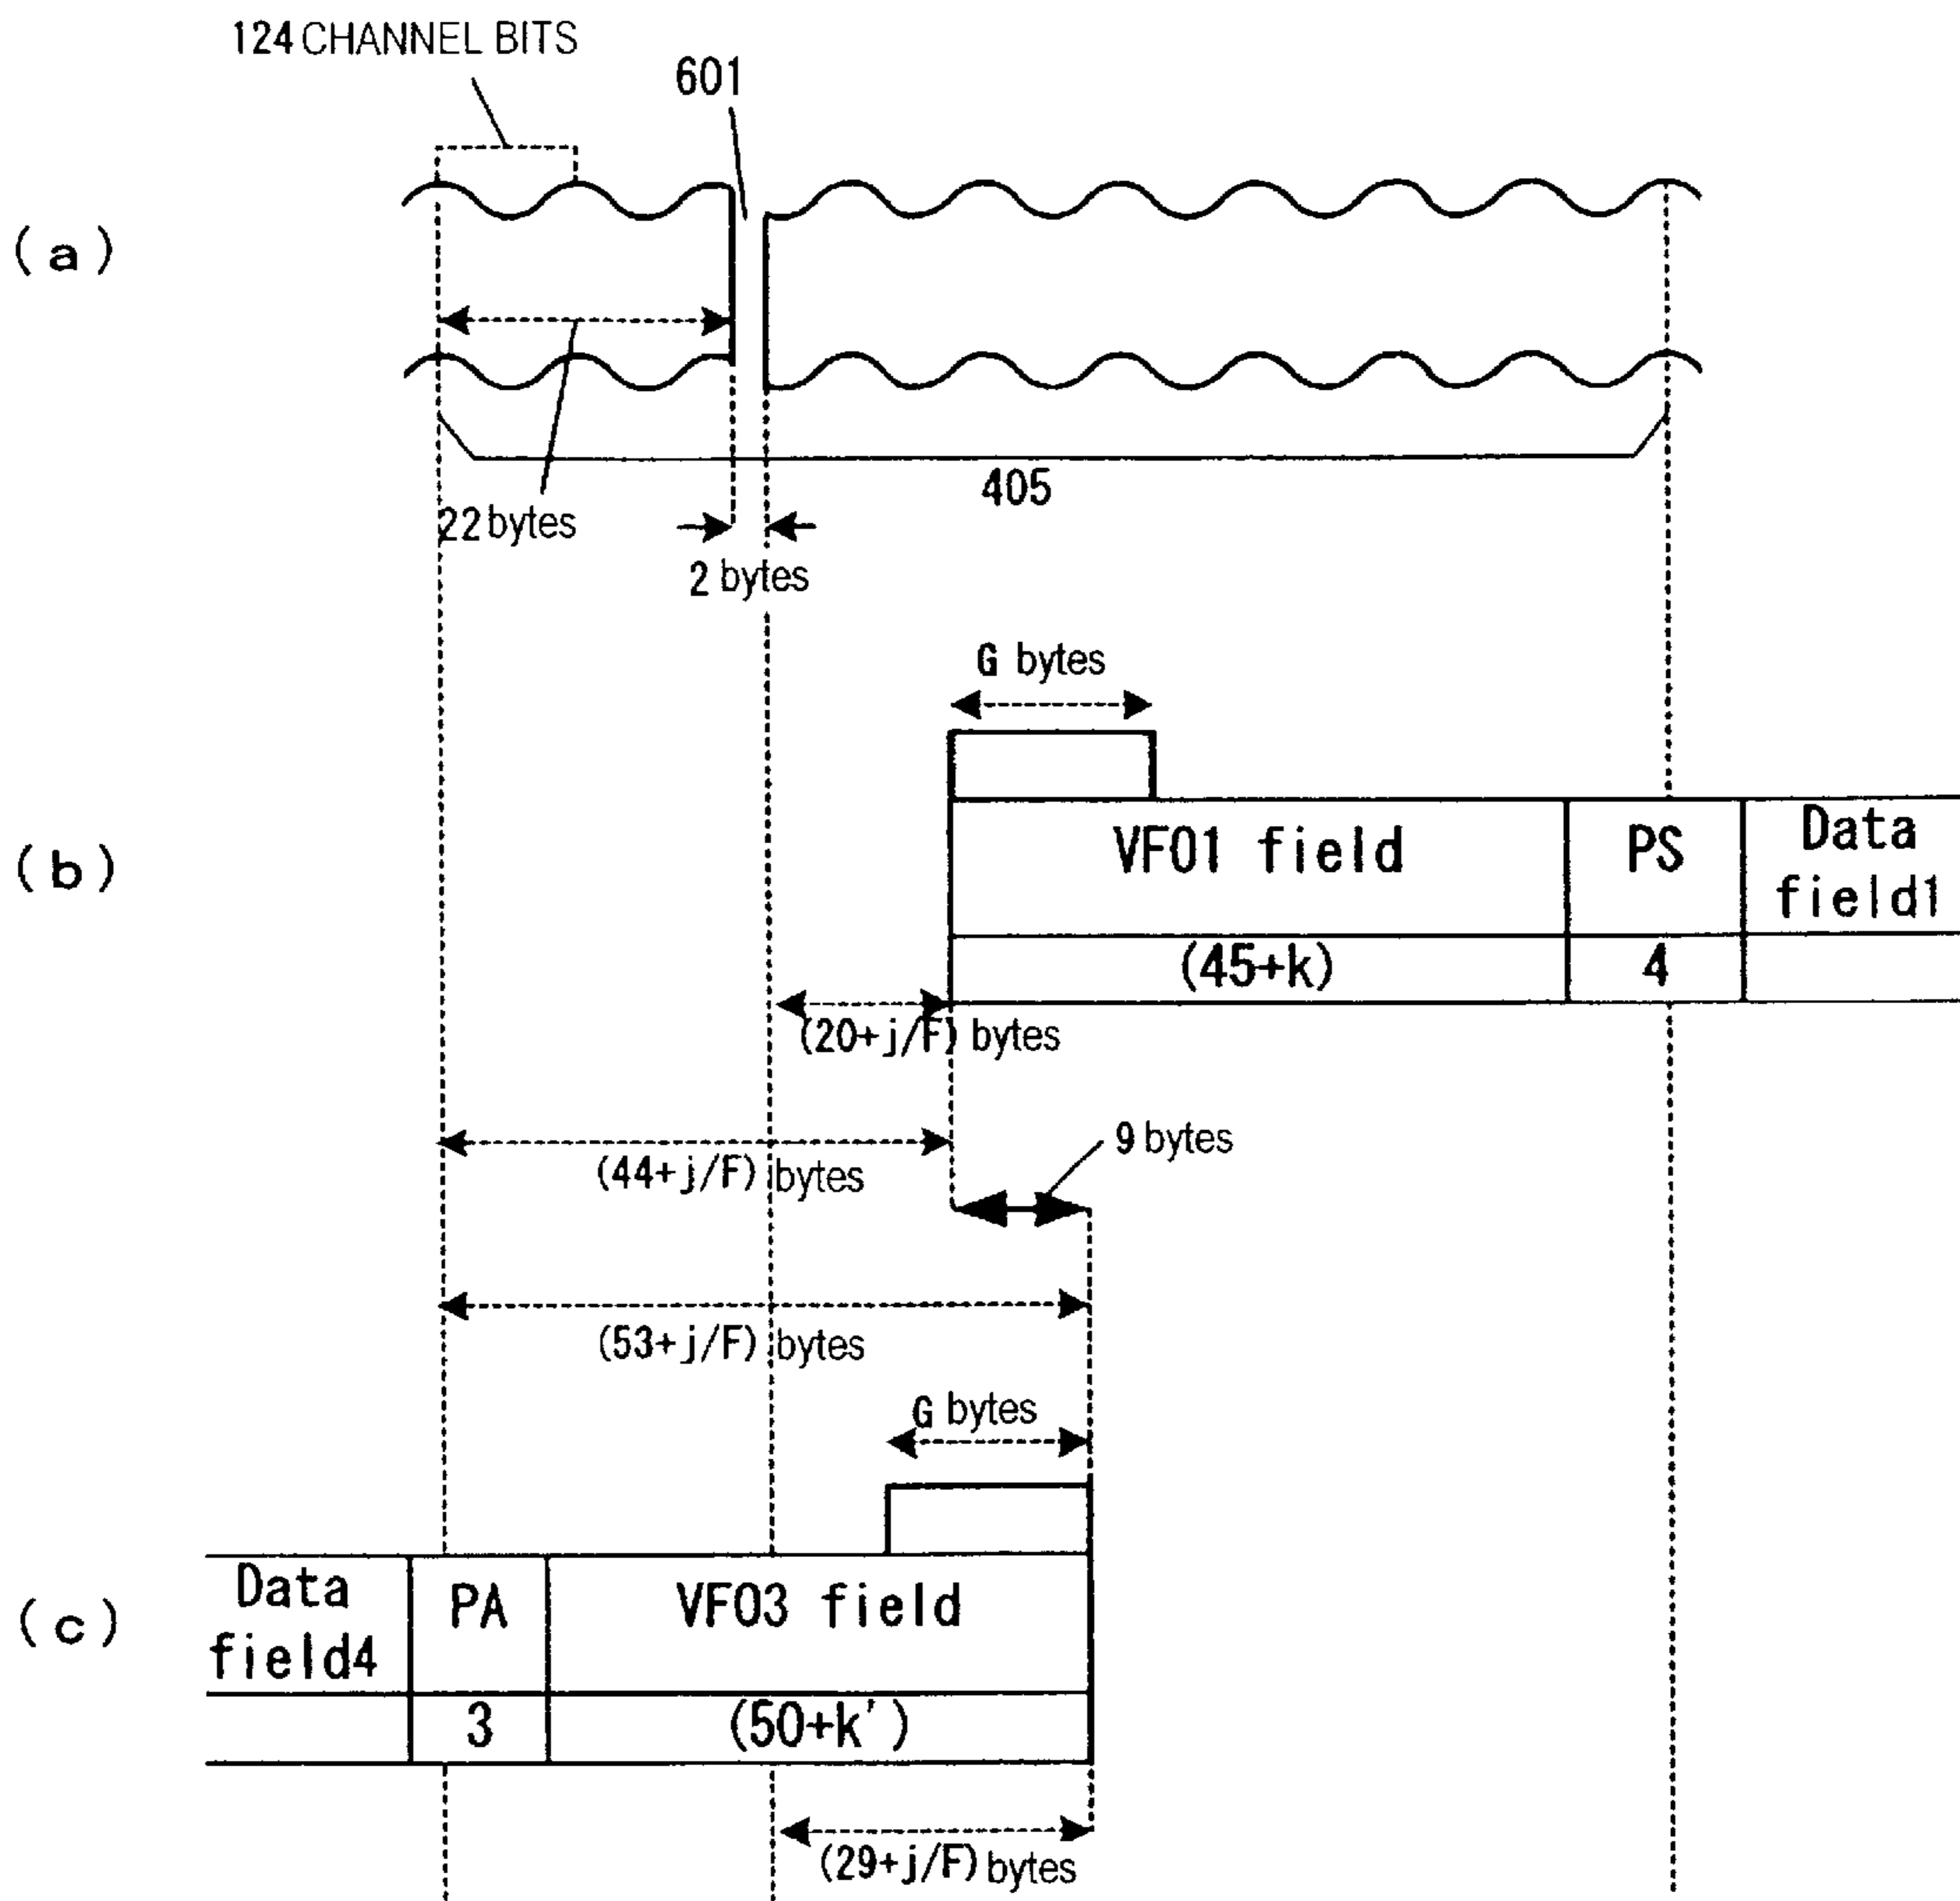 124 CHANNEL BITS
601
(a)
22 bytes
405
2 bytes
G bytes
(b)
VFO1 field
PS
Data
field1
(45+k)
4
(20+j/F) bytes
9 bytes
(44+j/F) bytes
(53+j/F) bytes
G bytes
(c)
Data
field4
PA
VFO3 field
3
(50+k')
(29+j/F) bytes